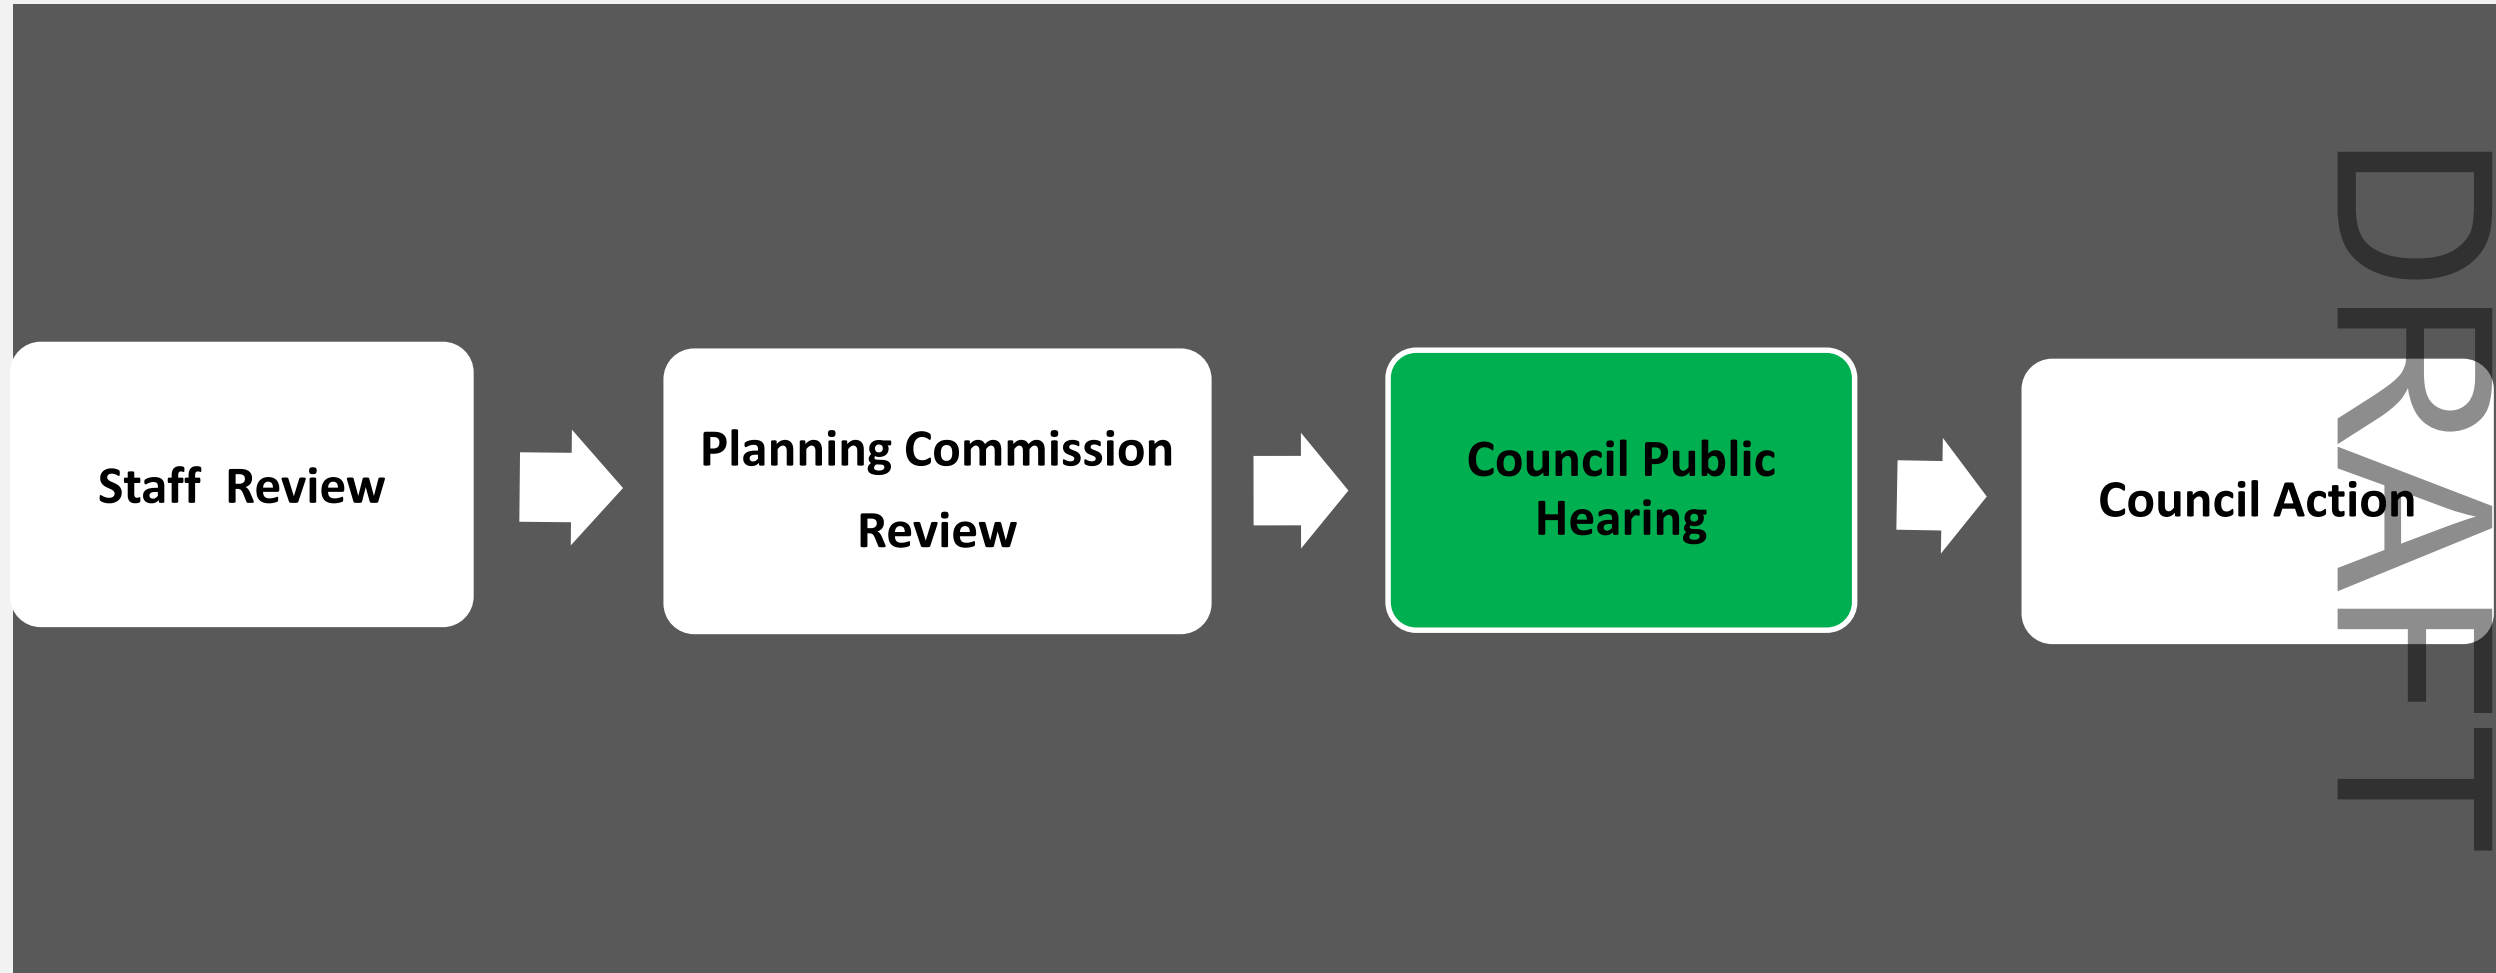 Staff  Review
Planning Commission
Review
Council Public
Hearing
Council Action
DRAFT